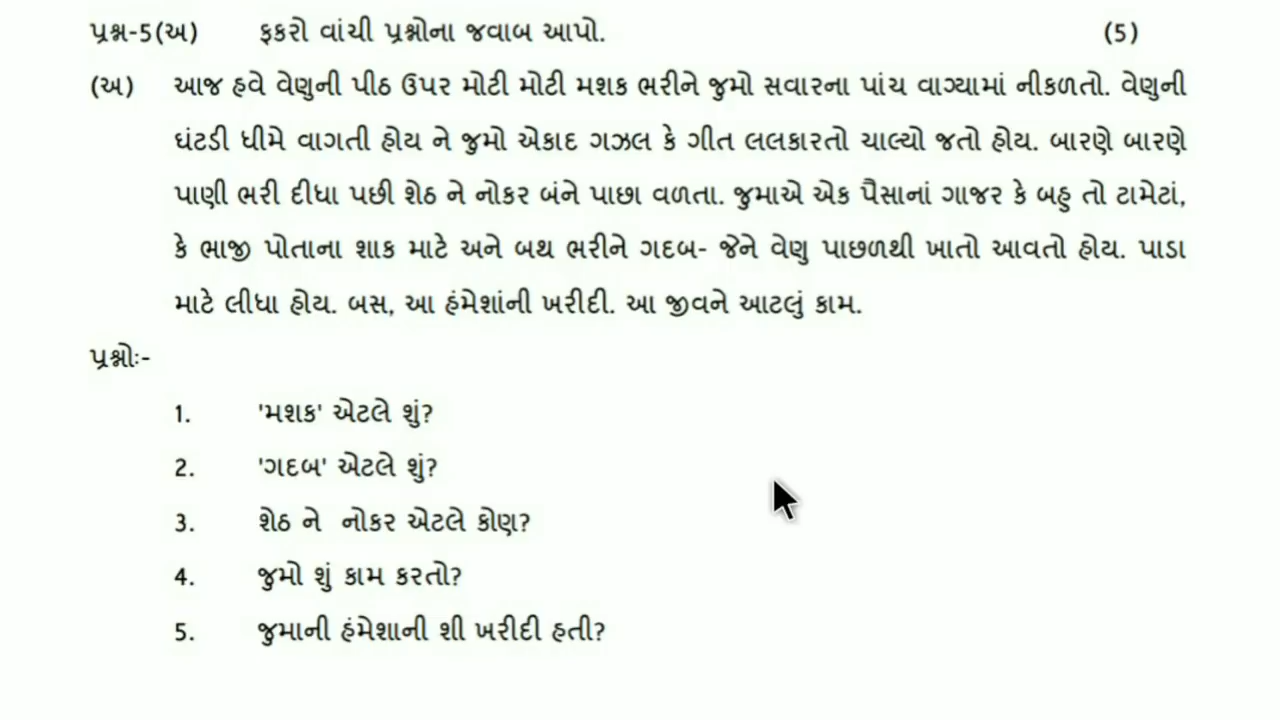 પ્રશ્ન-5(અ) ફકરો વાંચી પ્રશ્નોના જવાબ આપો. (5)
(અ) આજ હવે વેણુની પીઠ ઉપર મોટી મોટી મશક ભરીને જુમો સવારના પાંચ વાગ્યામાં નીકળતો. વેણુની
ઘંટડી ધીમે વાગતી હોય ને જુમો એકાદ ગઝલ કે ગીત લલકારતો ચાલ્યો જતો હોય. બારણે બારણે
પાણી ભરી દીધા પછી શેઠ ને નોકર બંને પાછા વળતા. જુમાએ એક પૈસાનાં ગાજર કે બહુ તો ટામેટાં,
કે ભાજી પોતાના શાક માટે અને બથ ભરીને ગદબ- જેને વેણુ પાછળથી ખાતો આવતો હોય. પાડા
માટે લીધા હોય. બસ, આ હંમેશાંની ખરીદી. આ જીવને આટલું કામ.
પ્રશ્નોઃ-
1. 'મશક' એટલે શું?
2. 'ગદબ' એટલે શું?
3. શેઠ ને નોકર એટલે કોણ?
4. જુમો શું કામ કરતો?
5. જુમાની હંમેશાની શી ખરીદી હતી?